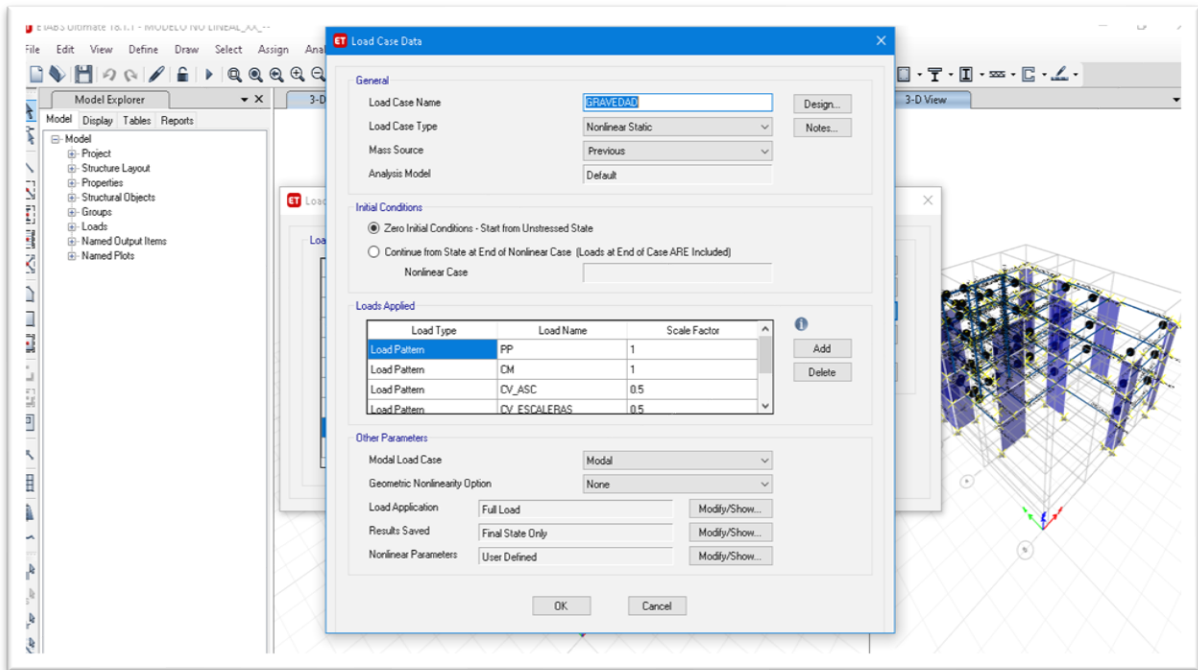 ETABS Ultimate 18.1.1 - MODELO NO LINEAL_XX_--
File Edit View Define Draw Select Assign Ana
Model Explorer
Model Display Tables Reports
Model
Project
Structure Layout
Properties
Structural Objects
Groups
Loads
Named Output Items
Named Plots
3-D
3-D View
ET Load
Loa
ET Load Case Data
General
Load Case Name GRAVEDAD Design...
Load Case Type Nonlinear Static Notes...
Mass Source Previous
Analysis Model Default
Initial Conditions
Zero Initial Conditions - Start from Unstressed State
Continue from State at End of Nonlinear Case (Loads at End of Case ARE Included)
Nonlinear Case
Loads Applied
Load Type Load Name Scale Factor
Load Pattern PP 1
Load Pattern CM 1
Load Pattern CV_ASC 0.5
Load Pattern CV_ESCALERAS 0.5
Add
Delete
Other Parameters
Modal Load Case Modal
Geometric Nonlinearity Option None
Load Application Full Load Modify/Show...
Results Saved Final State Only Modify/Show...
Nonlinear Parameters User Defined Modify/Show...
OK Cancel